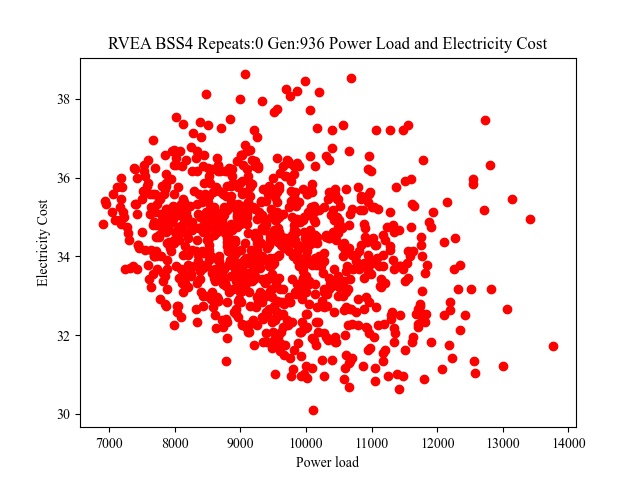 RVEA BSS4 Repeats:0 Gen:936 Power Load and Electricity Cost
38
36
34
32
30
Electricity Cost
7000 8000 9000 10000 11000 12000 13000 14000
Power load